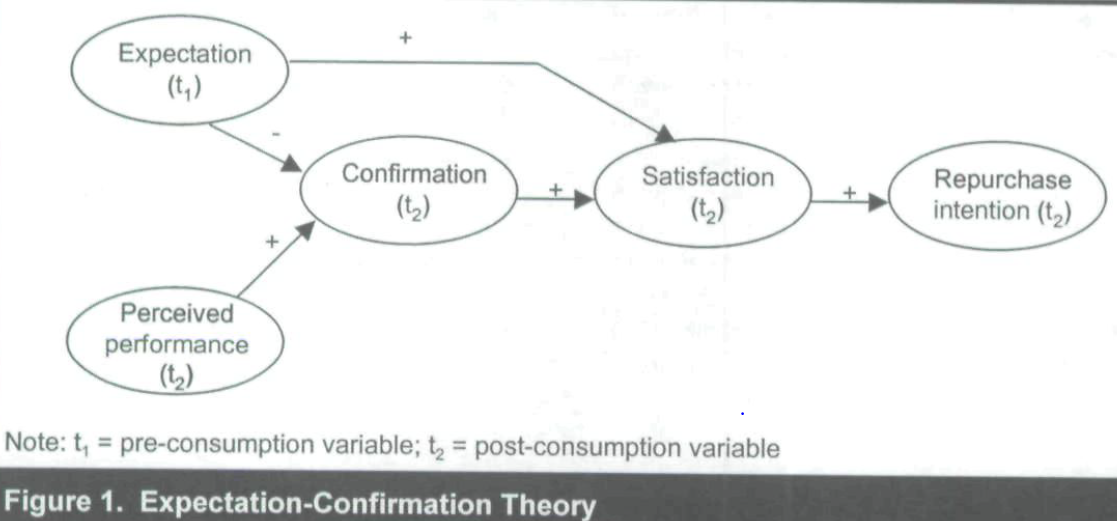 Expectation
(t₁)
+
-
Confirmation
(t₂)
+
Satisfaction
(t₂)
+
Repurchase
intention (t₂)
+
Perceived
performance
(t₂)
Note: t₁ = pre-consumption variable; t₂ = post-consumption variable
Figure 1. Expectation-Confirmation Theory